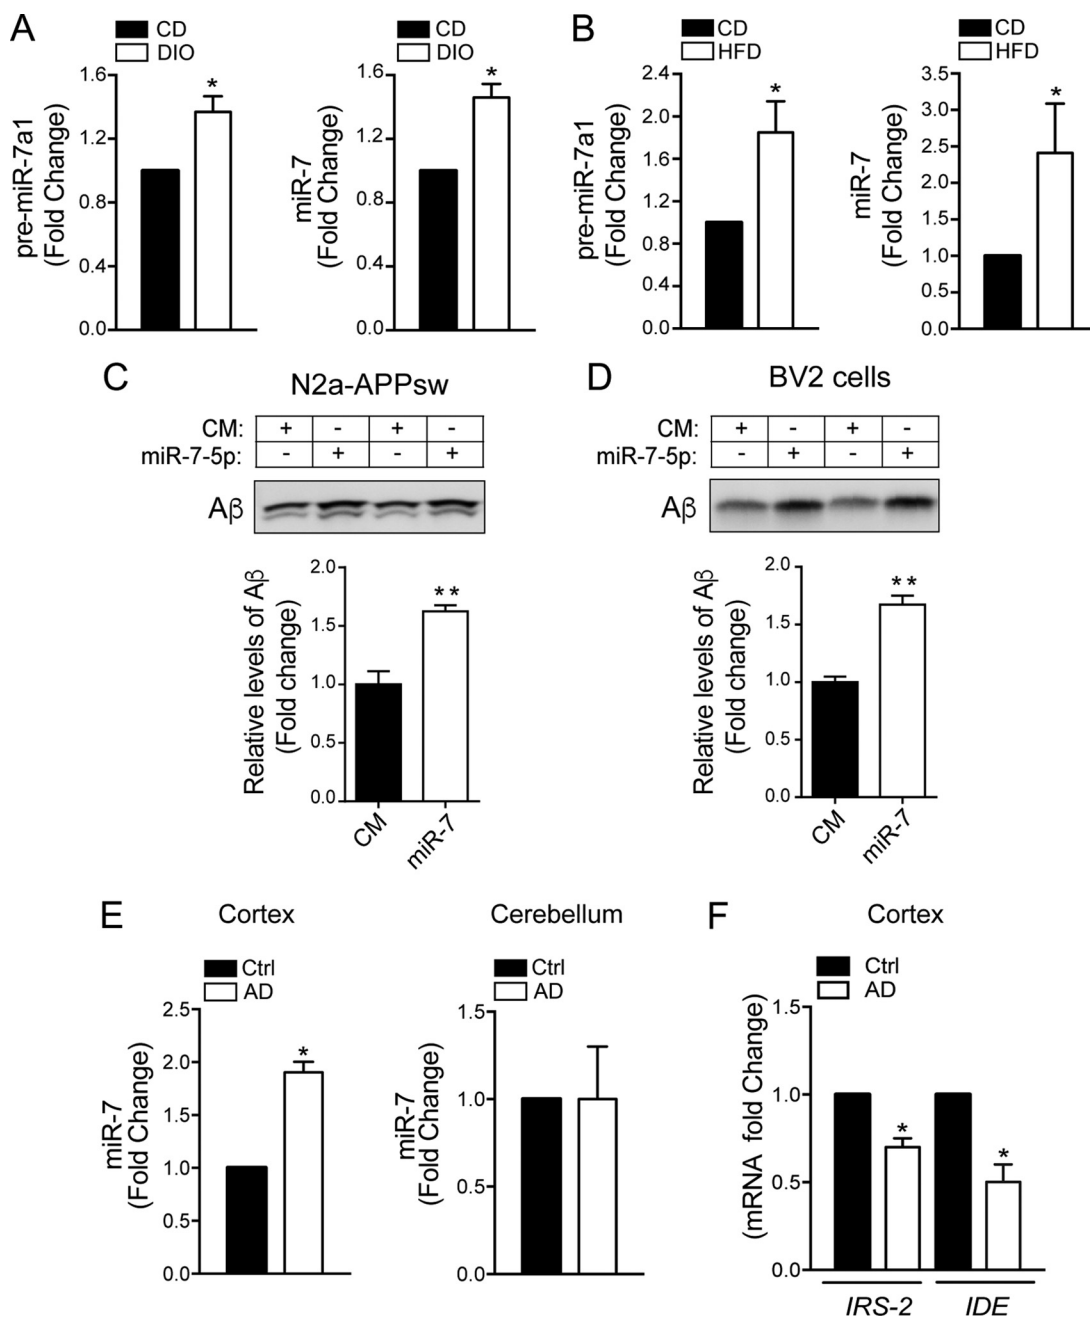 A
CD
DIO
pre-miR-7a1
(Fold Change)
1.6
1.2
0.8
0.4
0.0
*
CD
DIO
miR-7
(Fold Change)
1.6
1.2
0.8
0.4
0.0
*
B
CD
HFD
pre-miR-7a1
(Fold Change)
2.4
2.0
1.6
1.2
0.8
0.4
0.0
*
CD
HFD
miR-7
(Fold Change)
3.5
3.0
2.5
2.0
1.5
1.0
0.5
0.0
*
C
N2a-APPsw
CM: + - + -
miR-7-5p: - + - +
Aβ
Relative levels of Aβ
(Fold change)
2.0
1.5
1.0
0.5
0.0
**
CM
miR-7
D
BV2 cells
CM: + - + -
miR-7-5p: - + - +
Aβ
Relative levels of Aβ
(Fold change)
2.0
1.5
1.0
0.5
0.0
**
CM
miR-7
E
Cortex
Ctrl
AD
miR-7
(Fold Change)
2.5
2.0
1.5
1.0
0.5
0.0
*
Cerebellum
Ctrl
AD
miR-7
(Fold Change)
1.5
1.0
0.5
0.0
F
Cortex
Ctrl
AD
(mRNA fold Change)
1.5
1.0
0.5
0.0
*
*
IRS-2
IDE